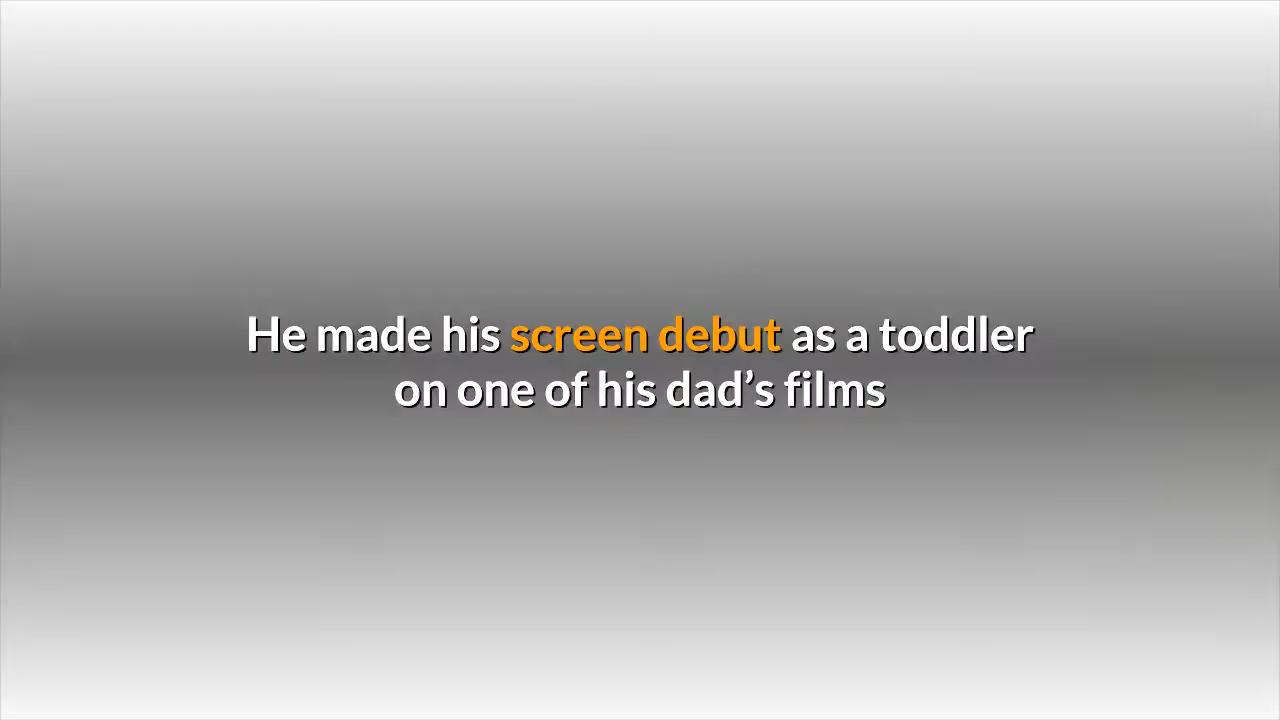 He made his screen debut as a toddler
on one of his dad’s films